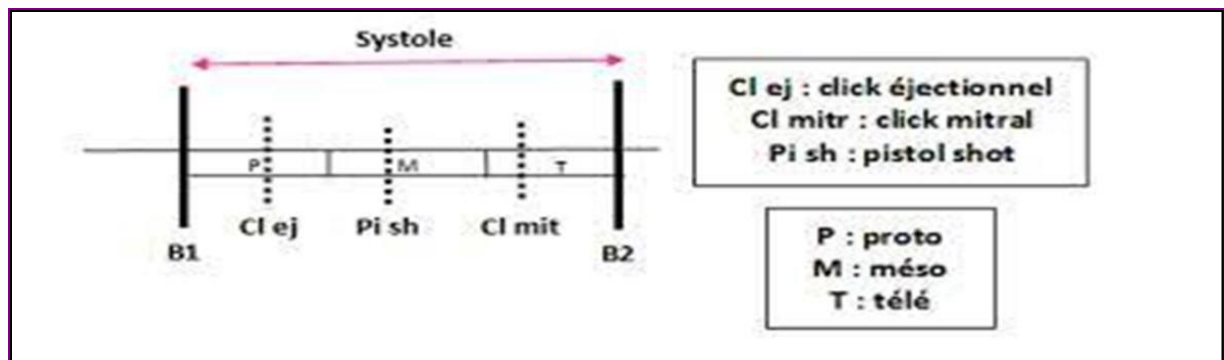 Systole
P M T
Cl ej Pi sh Cl mit
B1 B2
Cl ej : click éjectionnel
Cl mitr : click mitral
Pi sh : pistol shot
P : proto
M : méso
T : télé